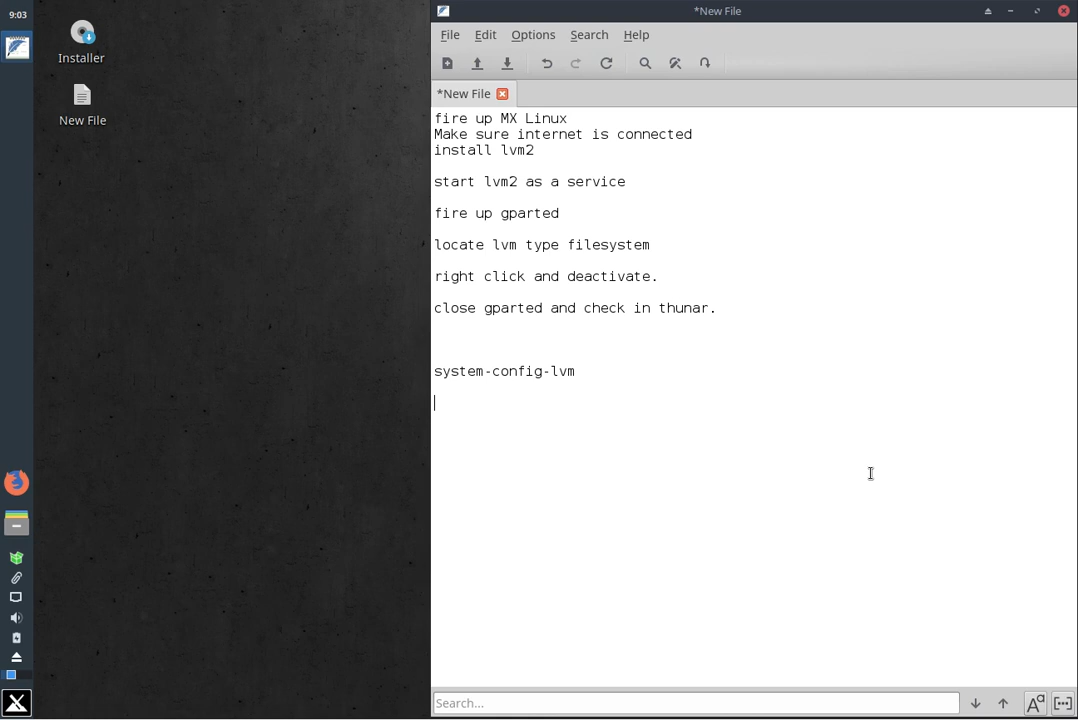 9:03
Installer
New File
*New File
File Edit Options Search Help
*New File
fire up MX Linux
Make sure internet is connected
install lvm2
start lvm2 as a service
fire up gparted
locate lvm type filesystem
right click and deactivate.
close gparted and check in thunar.
system-config-lvm
Search...